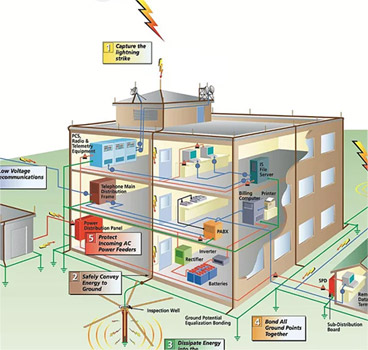 1 Capture the
lightning
strike
PCS,
Radio &
Telemetry
Equipment
IS
File
Server
Low Voltage
Telephone Main
Distribution
Frame
Billing
Computer
Printer
Power
Distribution Panel
PABX
5 Protect
Incoming AC
Power Feeders
Inverter
Rectifier
Batteries
2 Safely Convey
Energy to
Ground
Inspection Well
Ground Potential
Equalization Bonding
4 Bond All
Ground Points
Together
SPD
Sub-Distribution
Board
3 Dissipate Energy
into the